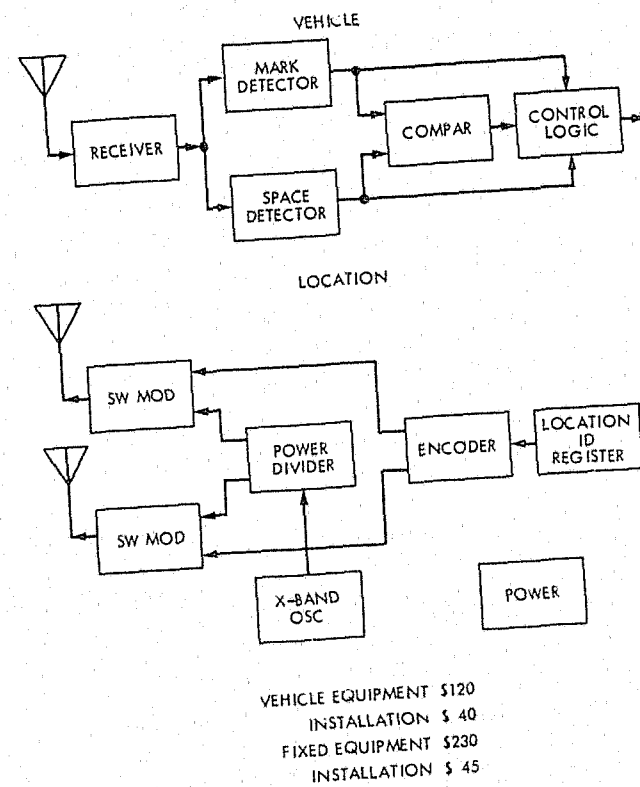 VEHICLE
MARK
DETECTOR
RECEIVER
COMPAR
CONTROL
LOGIC
SPACE
DETECTOR
LOCATION
SW MOD
POWER
DIVIDER
ENCODER
LOCATION
ID
REGISTER
SW MOD
X-BAND
OSC
POWER
VEHICLE EQUIPMENT $120
INSTALLATION $ 40
FIXED EQUIPMENT $230
INSTALLATION $ 45